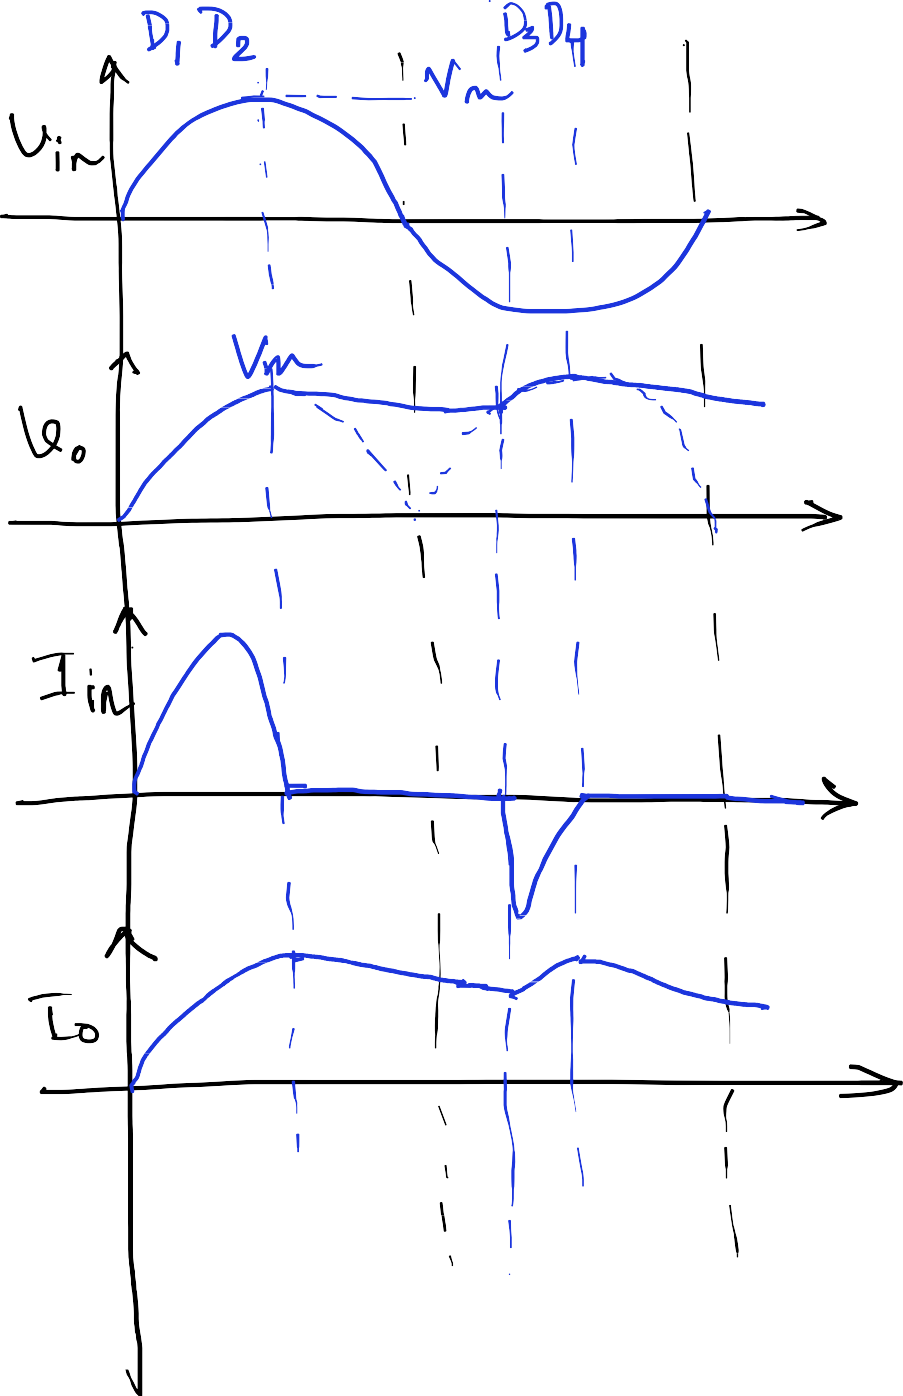 D₁ D₂ D₃ D₄
Vm
Vin
Vm
Vo
Iin
Io